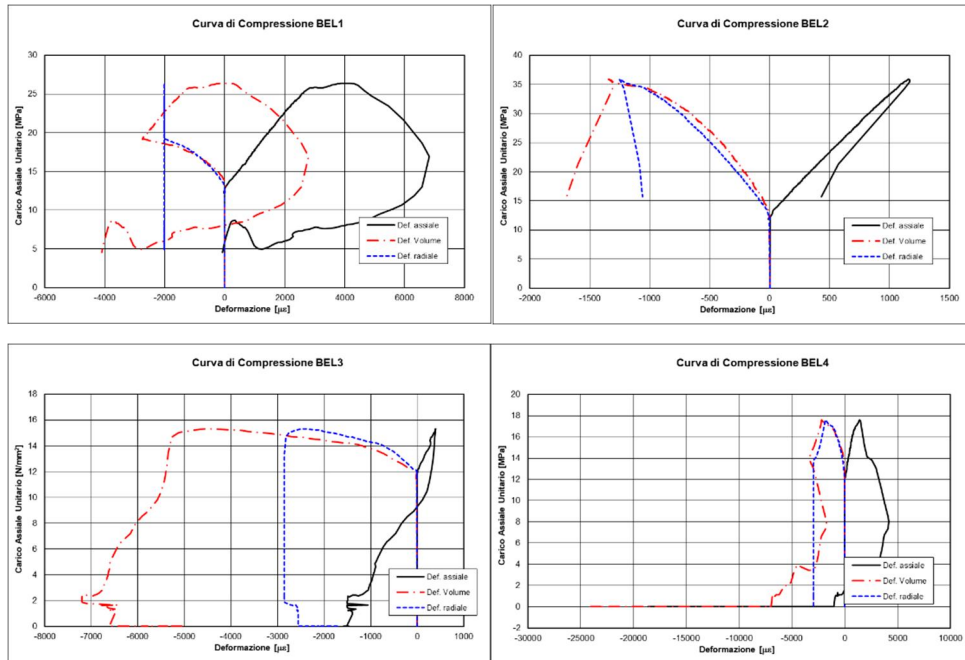 Curva di Compressione BEL1
Carico Assiale Unitario [MPa]
30
25
20
15
10
5
0
-6000 -4000 -2000 0 2000 4000 6000 8000
Deformazione [µε]
Def. assiale
Def. Volume
Def. radiale
Curva di Compressione BEL2
Carico Assiale Unitario [MPa]
40
35
30
25
20
15
10
5
0
-2000 -1500 -1000 -500 0 500 1000 1500
Deformazione [µε]
Def. assiale
Def. Volume
Def. radiale
Curva di Compressione BEL3
Carico Assiale Unitario [N/mm²]
18
16
14
12
10
8
6
4
2
0
-8000 -7000 -6000 -5000 -4000 -3000 -2000 -1000 0 1000
Deformazione [µε]
Def. assiale
Def. Volume
Def. radiale
Curva di Compressione BEL4
Carico Assiale Unitario [MPa]
20
18
16
14
12
10
8
6
4
2
0
-2
-30000 -25000 -20000 -15000 -10000 -5000 0 5000 10000
Deformazione [µε]
Def. assiale
Def. Volume
Def. radiale